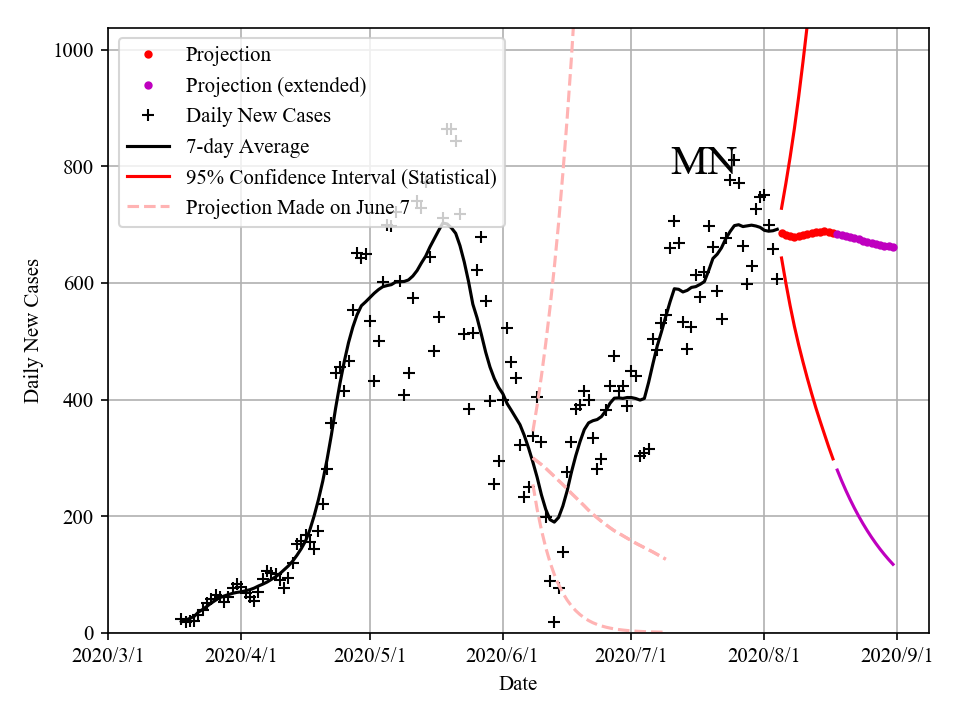 1000
800
600
400
200
0
Daily New Cases
Projection
Projection (extended)
Daily New Cases
7-day Average
95% Confidence Interval (Statistical)
Projection Made on June 7
MN
2020/3/1 2020/4/1 2020/5/1 2020/6/1 2020/7/1 2020/8/1 2020/9/1
Date